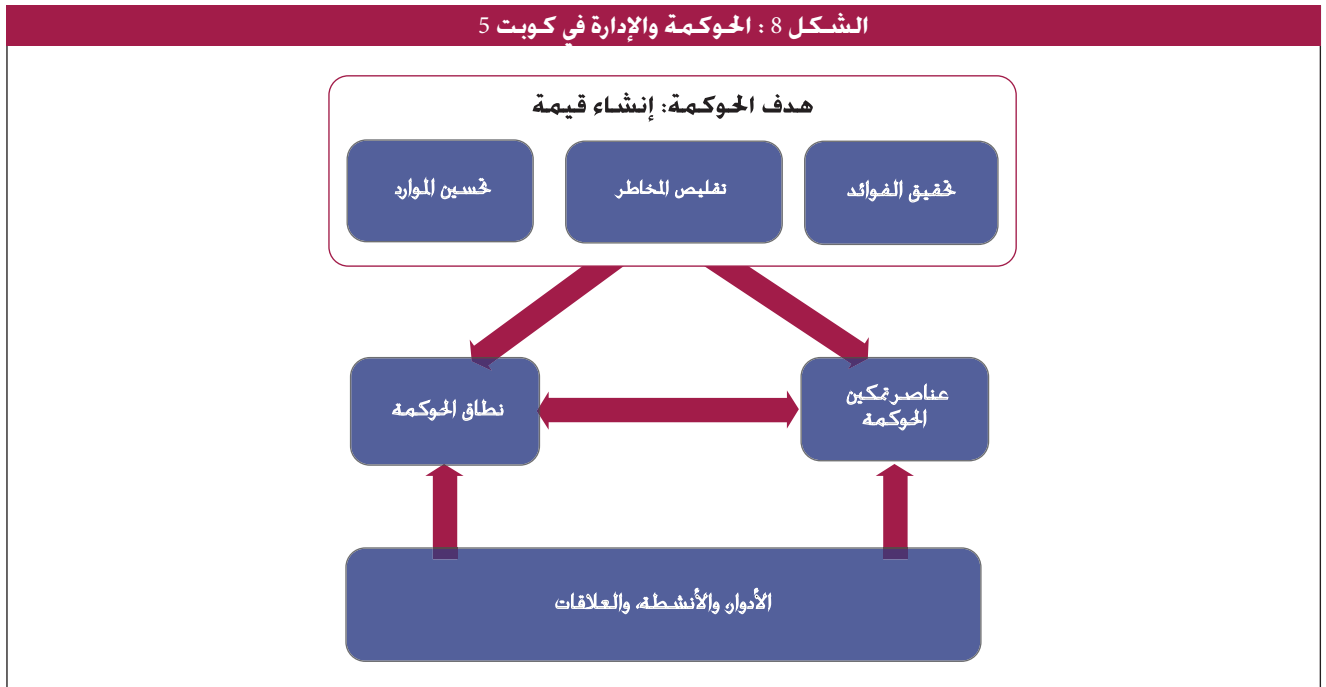 الشكل 8 : الحوكمة والإدارة في كوبت 5
هدف الحوكمة: إنشاء قيمة
تحقيق الفوائد
تقليص المخاطر
تحسين الموارد
عناصر تمكين
الحوكمة
نطاق الحوكمة
الأدوار، والأنشطة، والعلاقات